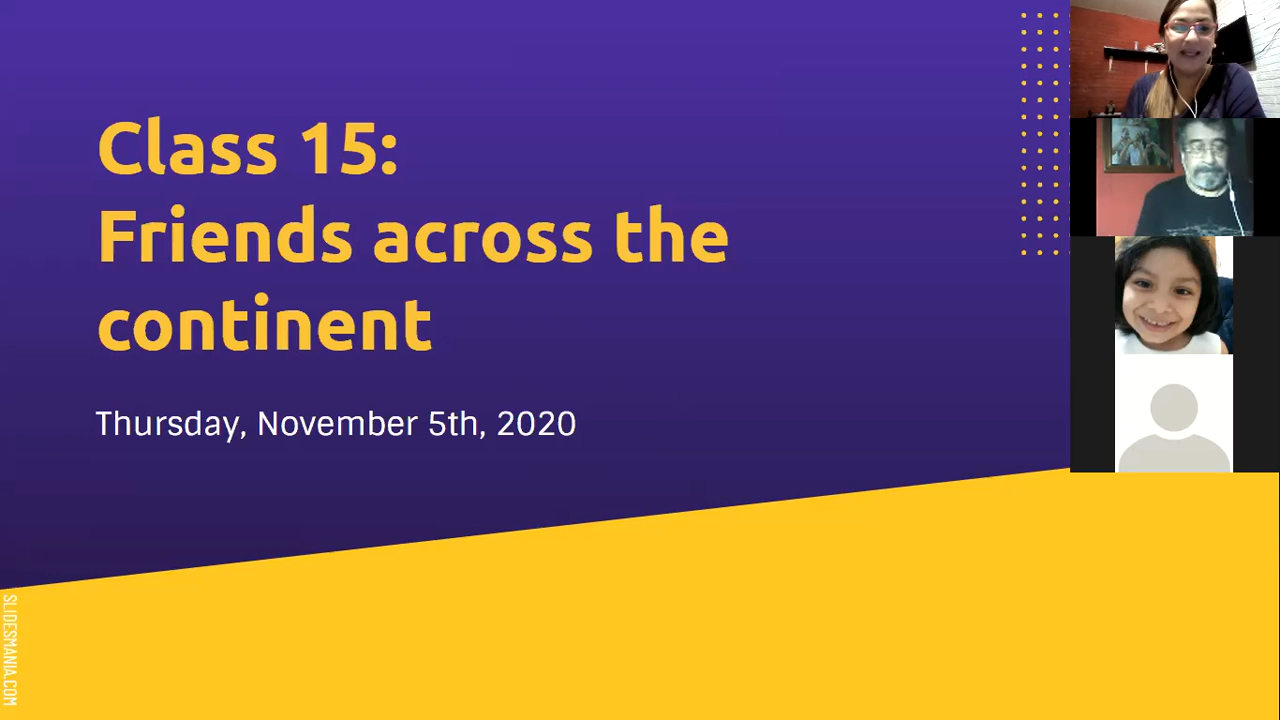 Class 15:
Friends across the
continent
Thursday, November 5th, 2020
SLIDESMANIA.COM